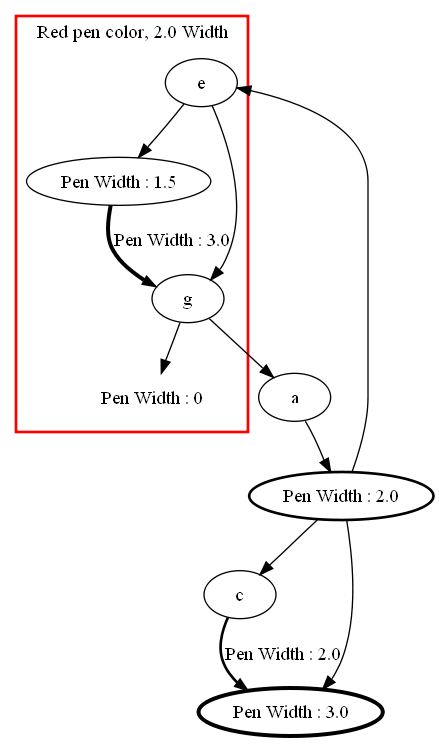 Red pen color, 2.0 Width
e
Pen Width : 1.5
Pen Width : 3.0
g
Pen Width : 0
a
Pen Width : 2.0
c
Pen Width : 2.0
Pen Width : 3.0